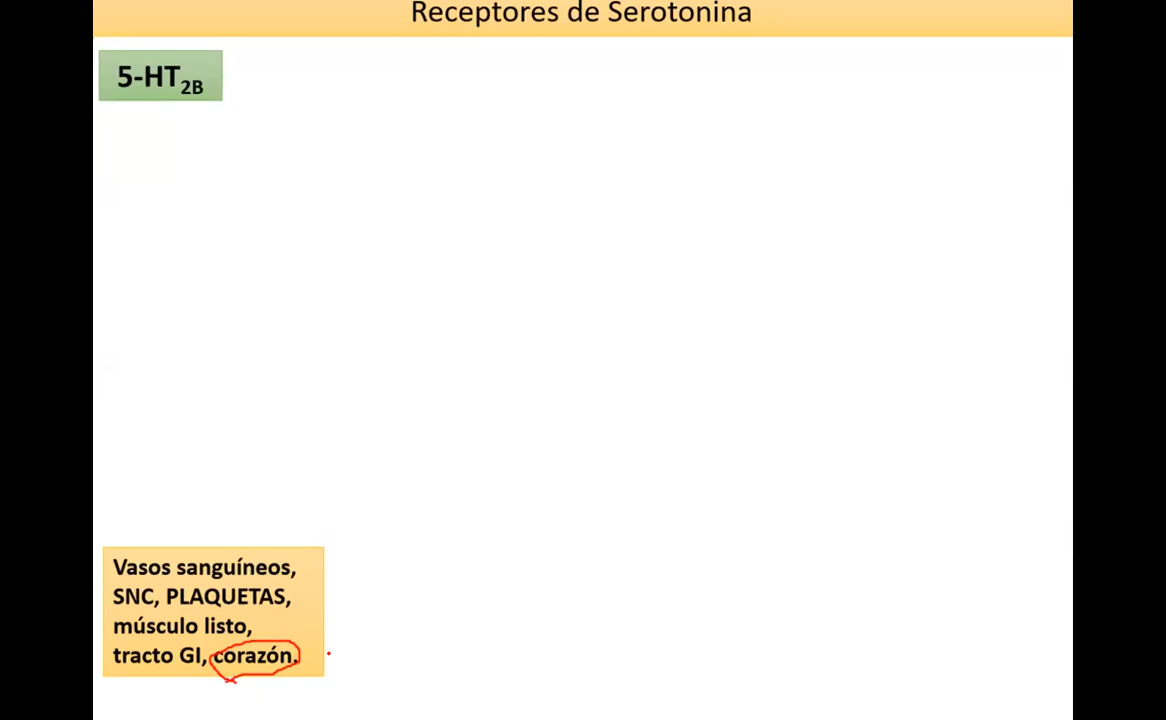 Receptores de Serotonina
5-HT2B
Vasos sanguíneos,
SNC, PLAQUETAS,
músculo listo,
tracto GI, corazón.